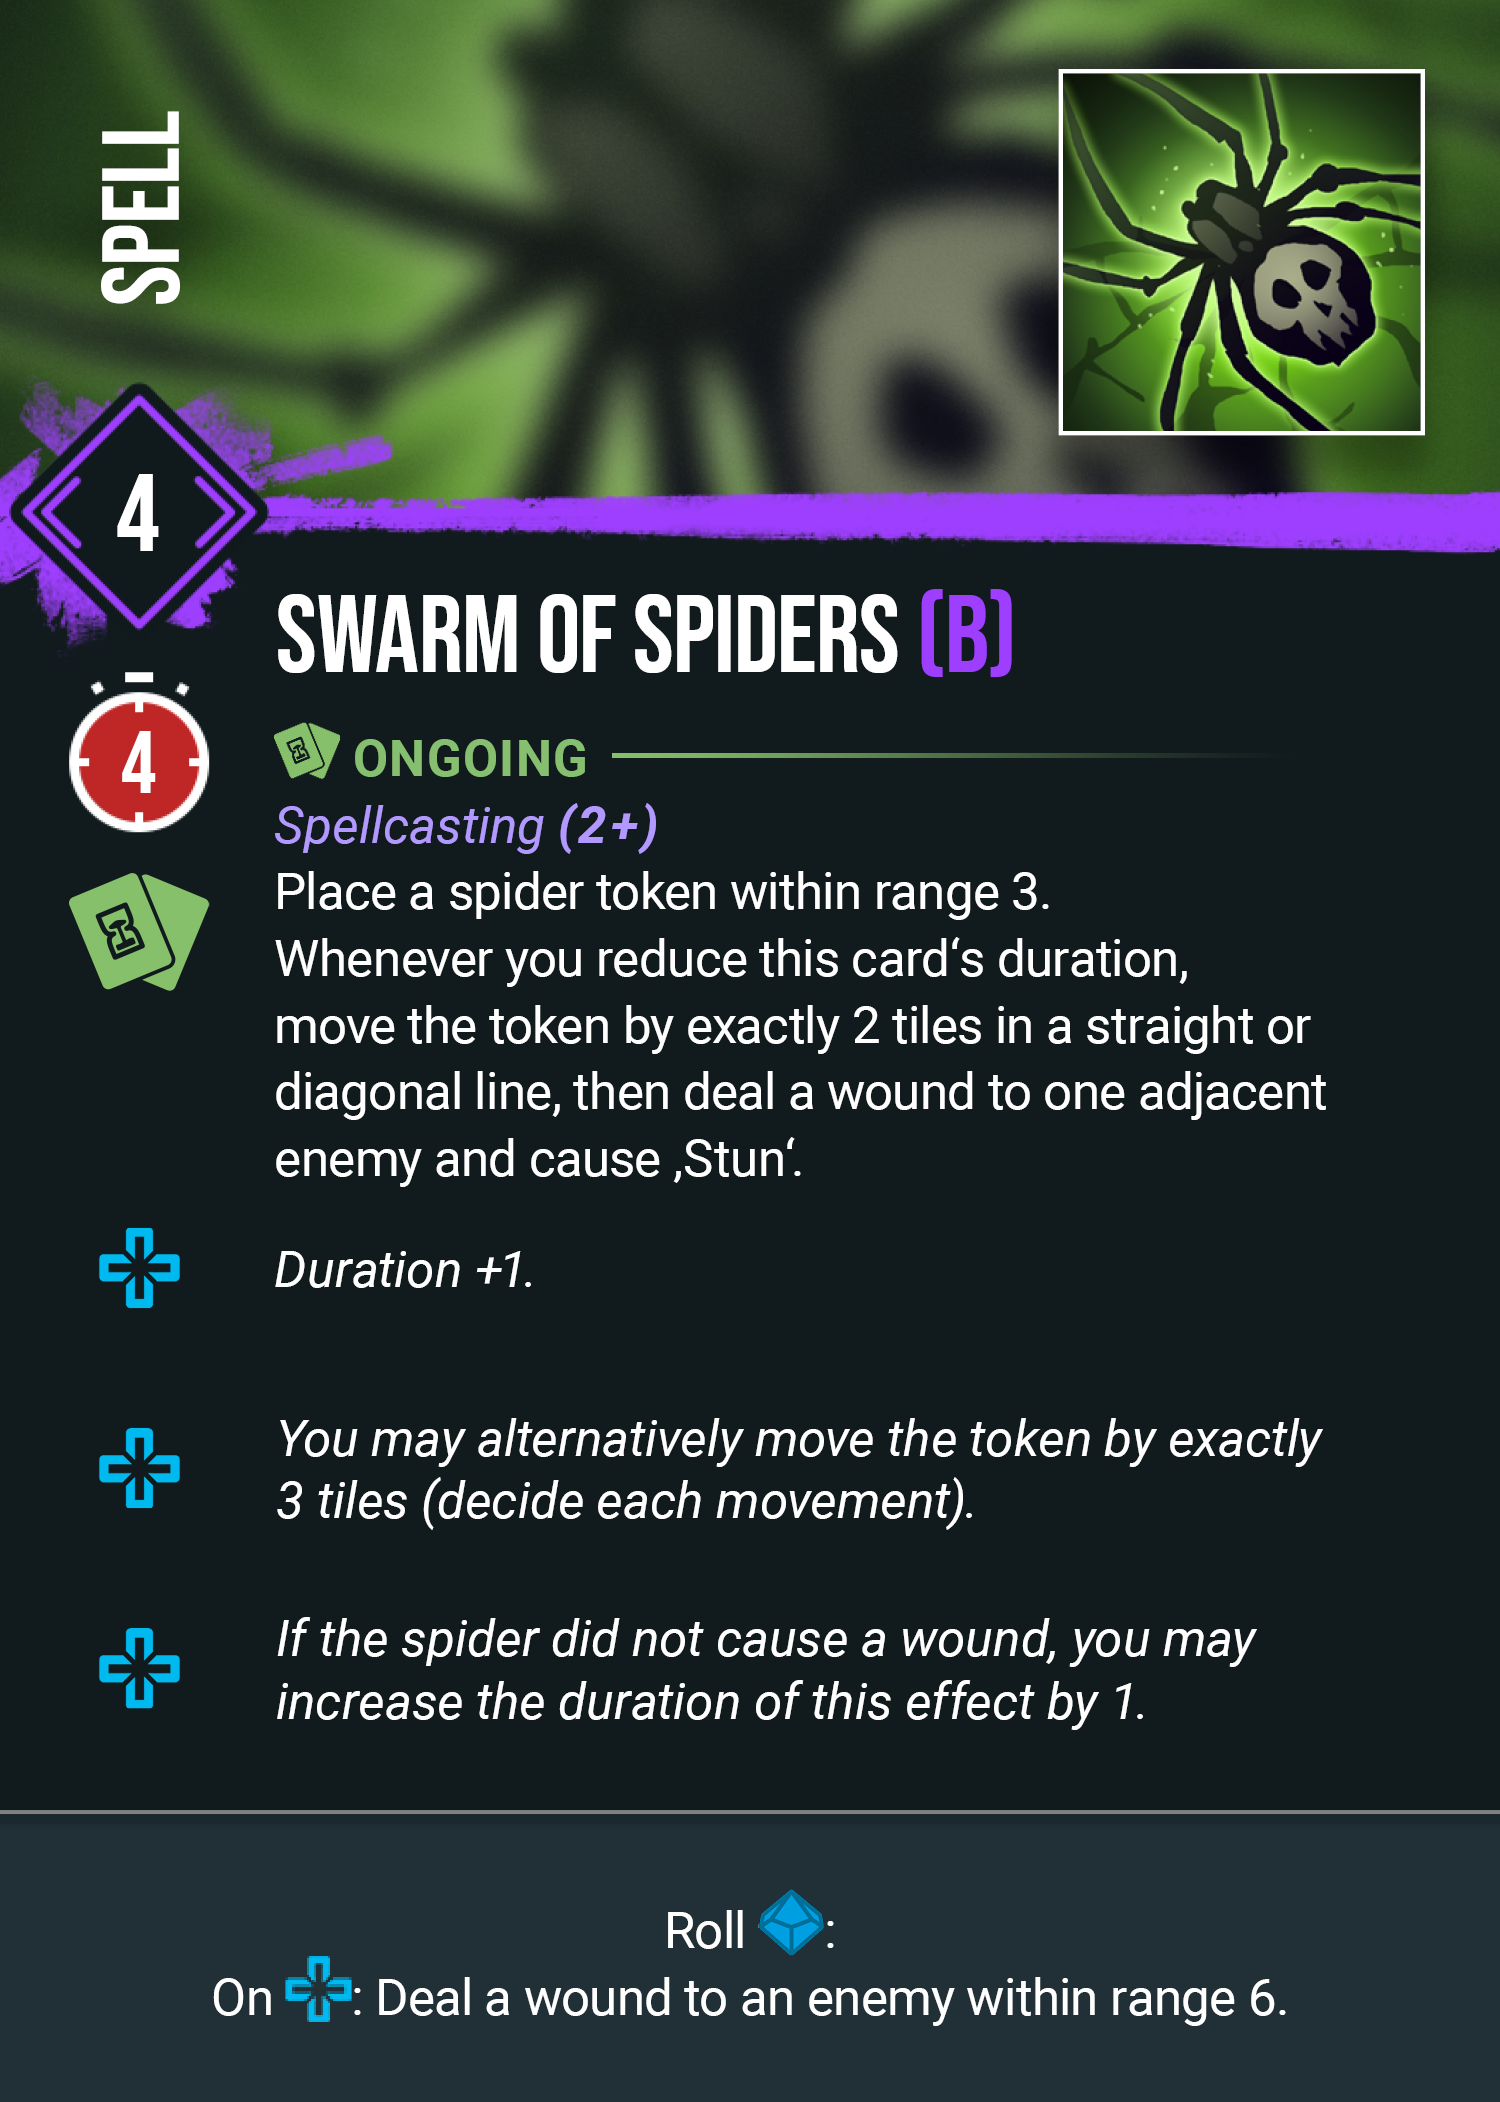 SPELL
4
SWARM OF SPIDERS (B)
4
ONGOING
Spellcasting (2+)
Place a spider token within range 3.
Whenever you reduce this card‘s duration,
move the token by exactly 2 tiles in a straight or
diagonal line, then deal a wound to one adjacent
enemy and cause ‚Stun‘.
Duration +1.
You may alternatively move the token by exactly
3 tiles (decide each movement).
If the spider did not cause a wound, you may
increase the duration of this effect by 1.
Roll :
On : Deal a wound to an enemy within range 6.